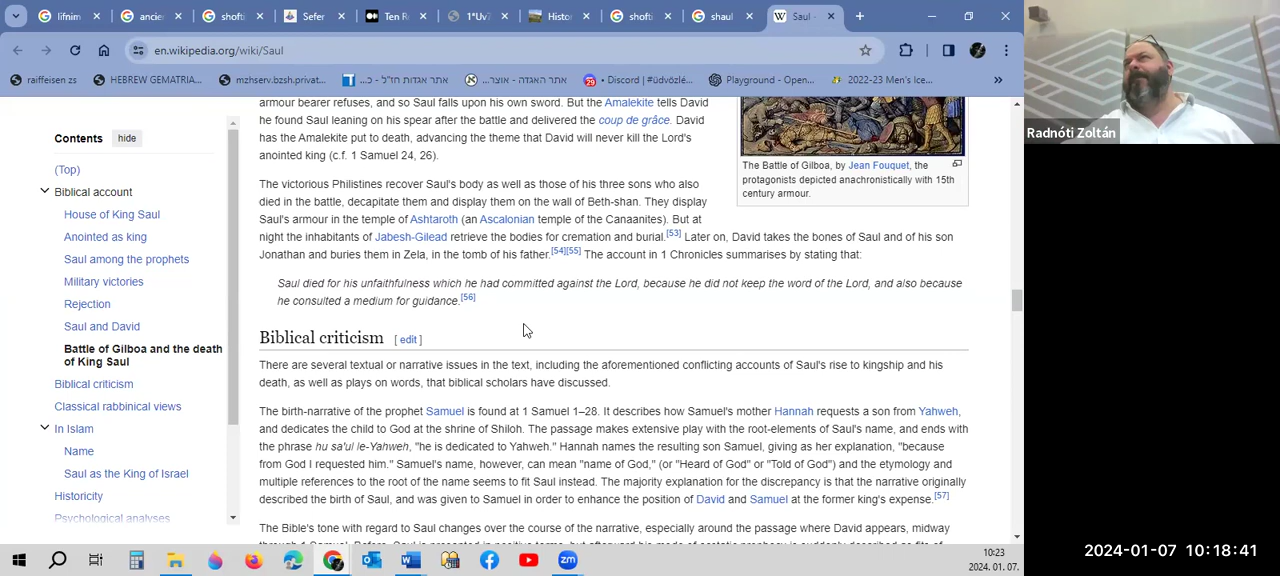 lifnim
ancie
shofti
Sefer
Ten R
1*Uv7
Histor
shofti
shaul
Saul -
en.wikipedia.org/wiki/Saul
raiffeisen zs
HEBREW GEMATRIA...
mzhserv.bzsh.privat...
אתר אגדות חז"ל - כ...
אתר האגדה - אוצר...
• Discord | #üdvözlé...
Playground - Open...
2022-23 Men's Ice...
Contents hide
(Top)
Biblical account
House of King Saul
Anointed as king
Saul among the prophets
Military victories
Rejection
Saul and David
Battle of Gilboa and the death
of King Saul
Biblical criticism
Classical rabbinical views
In Islam
Name
Saul as the King of Israel
Historicity
Psychological analyses
armour bearer refuses, and so Saul falls upon his own sword. But the Amalekite tells David
he found Saul leaning on his spear after the battle and delivered the coup de grâce. David
has the Amalekite put to death, advancing the theme that David will never kill the Lord's
anointed king (c.f. 1 Samuel 24, 26).
The victorious Philistines recover Saul's body as well as those of his three sons who also
died in the battle, decapitate them and display them on the wall of Beth-shan. They display
Saul's armour in the temple of Ashtaroth (an Ascalonian temple of the Canaanites). But at
night the inhabitants of Jabesh-Gilead retrieve the bodies for cremation and burial.[53] Later on, David takes the bones of Saul and of his son
Jonathan and buries them in Zela, in the tomb of his father.[54][55] The account in 1 Chronicles summarises by stating that:
Saul died for his unfaithfulness which he had committed against the Lord, because he did not keep the word of the Lord, and also because
he consulted a medium for guidance.[56]
The Battle of Gilboa, by Jean Fouquet, the
protagonists depicted anachronistically with 15th
century armour.
Biblical criticism [ edit ]
There are several textual or narrative issues in the text, including the aforementioned conflicting accounts of Saul's rise to kingship and his
death, as well as plays on words, that biblical scholars have discussed.
The birth-narrative of the prophet Samuel is found at 1 Samuel 1–28. It describes how Samuel's mother Hannah requests a son from Yahweh,
and dedicates the child to God at the shrine of Shiloh. The passage makes extensive play with the root-elements of Saul's name, and ends with
the phrase hu sa'ul le-Yahweh, "he is dedicated to Yahweh." Hannah names the resulting son Samuel, giving as her explanation, "because
from God I requested him." Samuel's name, however, can mean "name of God," (or "Heard of God" or "Told of God") and the etymology and
multiple references to the root of the name seems to fit Saul instead. The majority explanation for the discrepancy is that the narrative originally
described the birth of Saul, and was given to Samuel in order to enhance the position of David and Samuel at the former king's expense.[57]
The Bible's tone with regard to Saul changes over the course of the narrative, especially around the passage where David appears, midway
Radnóti Zoltán
10:23
2024. 01. 07.
2024-01-07 10:18:41